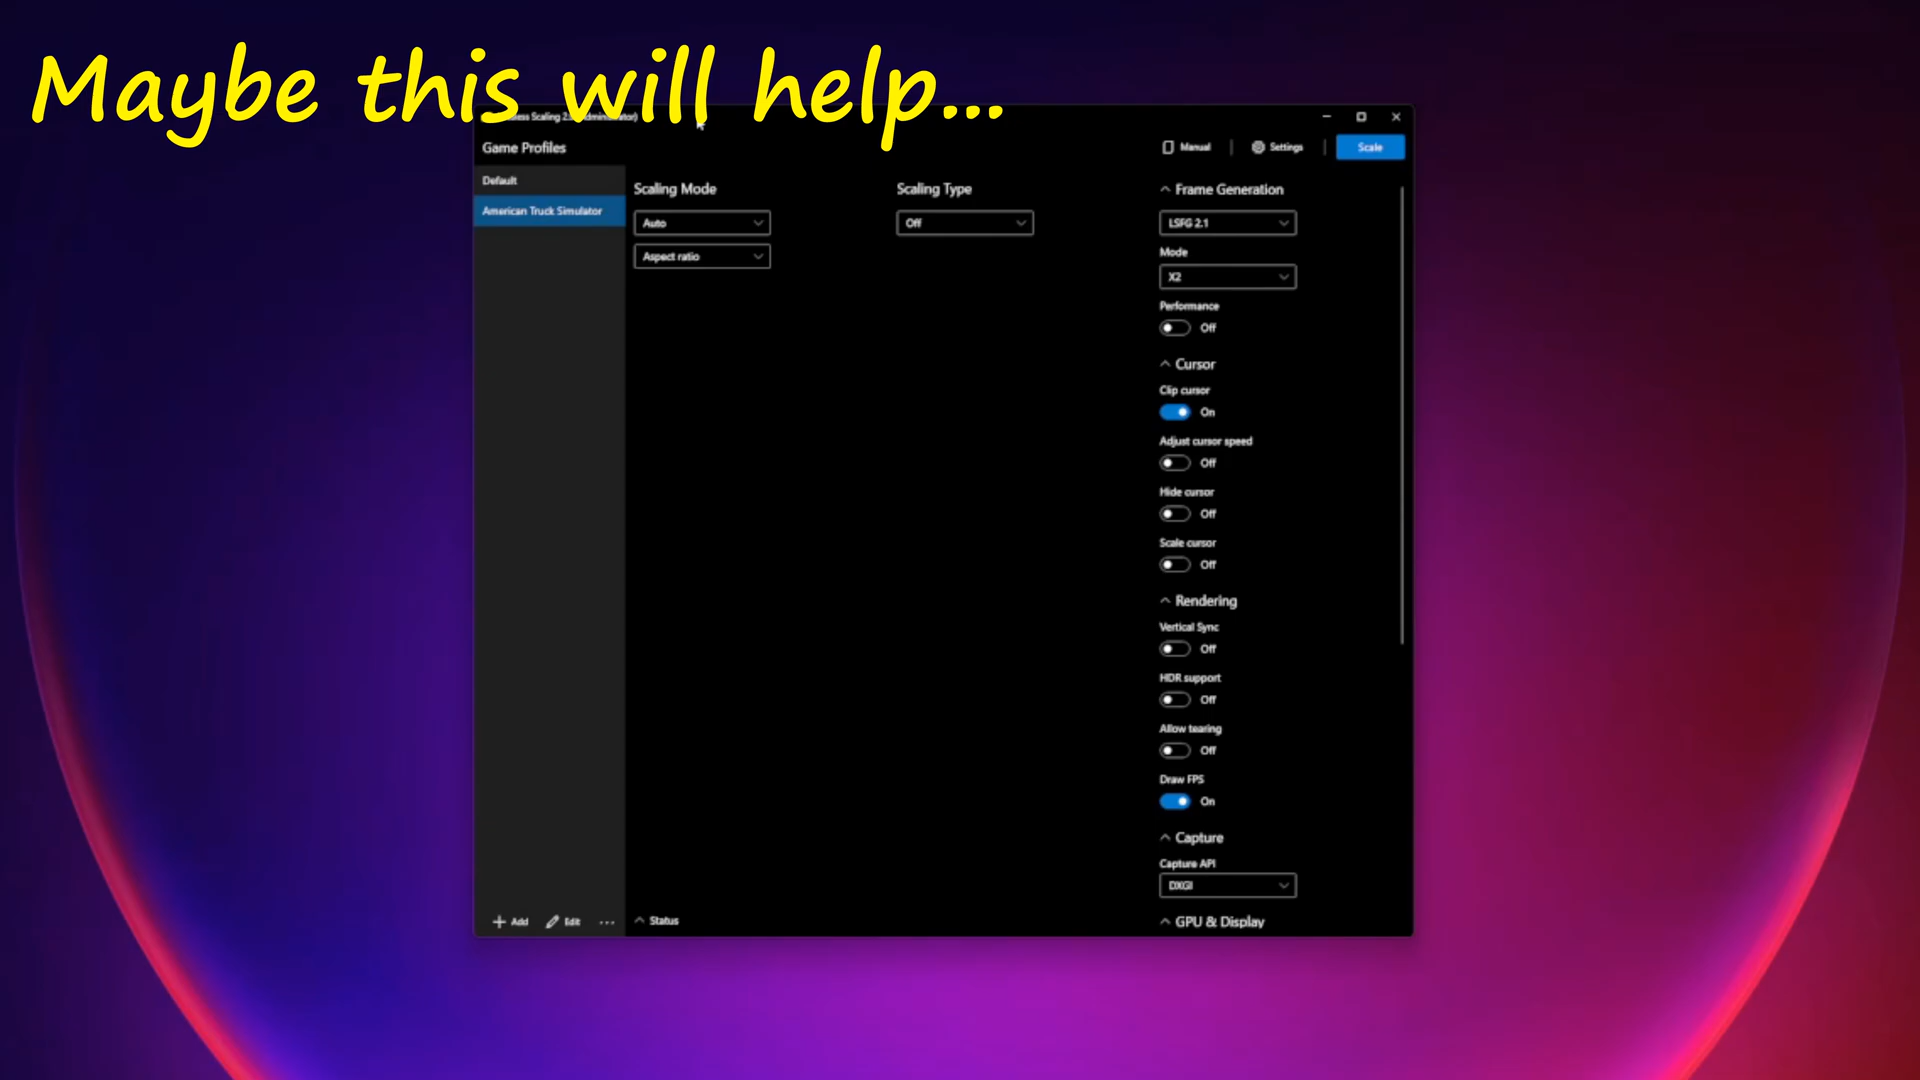 Maybe this will help...
Scaling
Game Profiles
Manual
Settings
Scale
Default
American Truck Simulator
Scaling Mode
Auto
Aspect ratio
Scaling Type
Off
Frame Generation
LSFG 2.1
Mode
X2
Performance
Off
Cursor
Clip cursor
On
Adjust cursor speed
Off
Hide cursor
Off
Scale cursor
Off
Rendering
Vertical Sync
Off
HDR support
Off
Allow tearing
Off
Draw FPS
On
Capture
Capture API
DXGI
GPU & Display
Add
Edit
Status